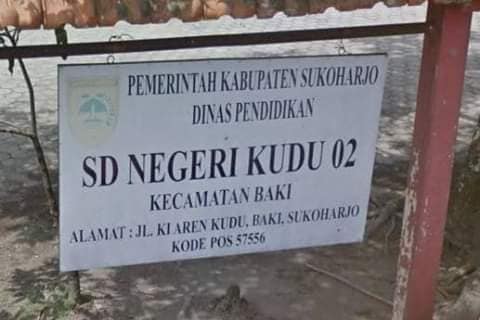 PEMERINTAH KABUPATEN SUKOHARJO
DINAS PENDIDIKAN
SD NEGERI KUDU 02
KECAMATAN BAKI
ALAMAT : JL. KI AREN KUDU, BAKI, SUKOHARJO
KODE POS 57556